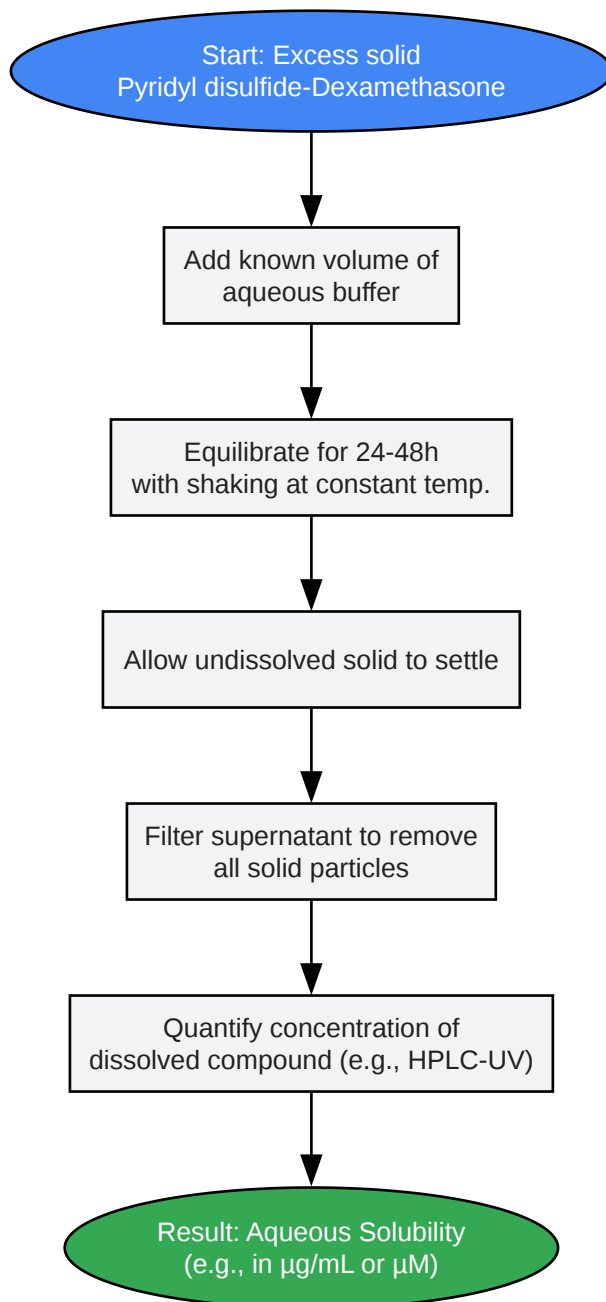 Start: Excess solid
Pyridyl disulfide-Dexamethasone
Add known volume of
aqueous buffer
Equilibrate for 24-48h
with shaking at constant temp.
Allow undissolved solid to settle
Filter supernatant to remove
all solid particles
Quantify concentration of
dissolved compound (e.g., HPLC-UV)
Result: Aqueous Solubility
(e.g., in µg/mL or µM)